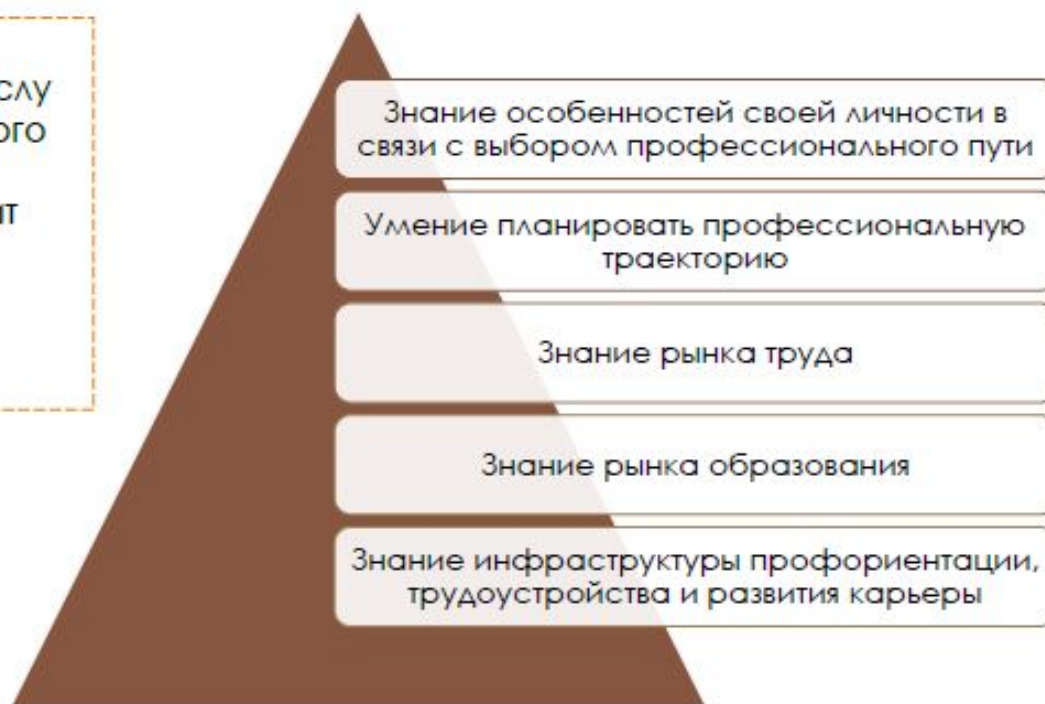 Знание особенностей своей личности в
связи с выбором профессионального пути
Умение планировать профессиональную
траекторию
Знание рынка труда
Знание рынка образования
Знание инфраструктуры профориентации,
трудоустройства и развития карьеры